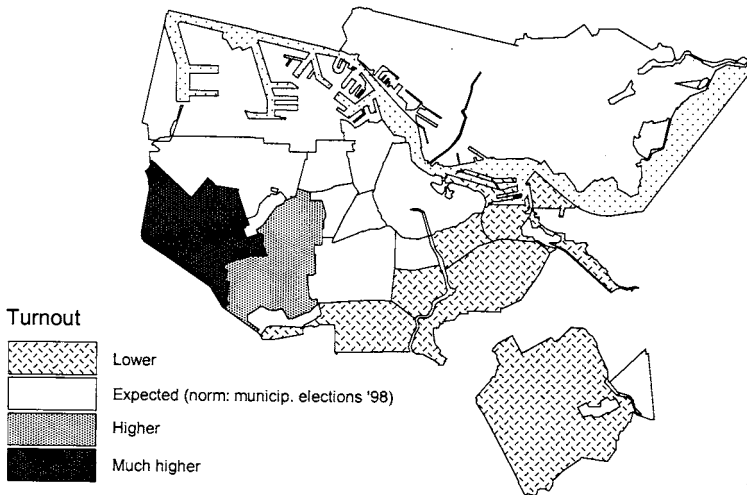 Turnout
Lower
Expected (norm: municip. elections '98)
Higher
Much higher